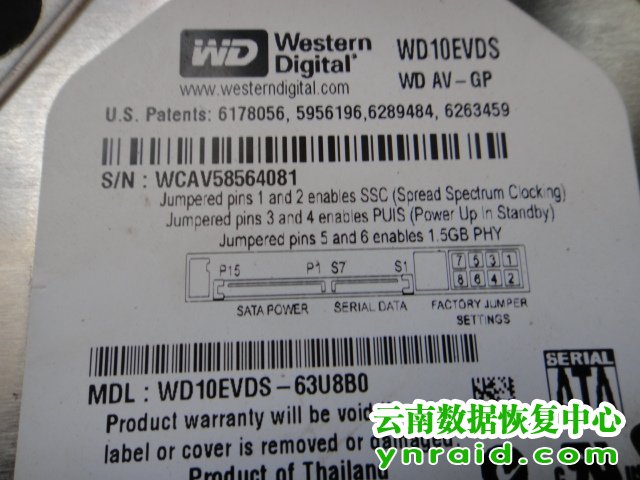 WD Western Digital WD10EVDS
www.westerndigital.com WD AV-GP
U.S. Patents: 6178056, 5956196,6289484, 6263459
S/N : WCAV58564081
Jumpered pins 1 and 2 enables SSC (Spread Spectrum Clocking)
Jumpered pins 3 and 4 enables PUIS (Power Up In Standby)
Jumpered pins 5 and 6 enables 1.5GB PHY
P15 P1 S7 S1 7 5 3 1
8 6 4 2
SATA POWER SERIAL DATA FACTORY JUMPER SETTINGS
MDL : WD10EVDS-63U8B0
SERIAL
ATA
Product warranty will be void
label or cover is removed or damaged.
Product of Thailand
云南数据恢复中心
ynraid.com